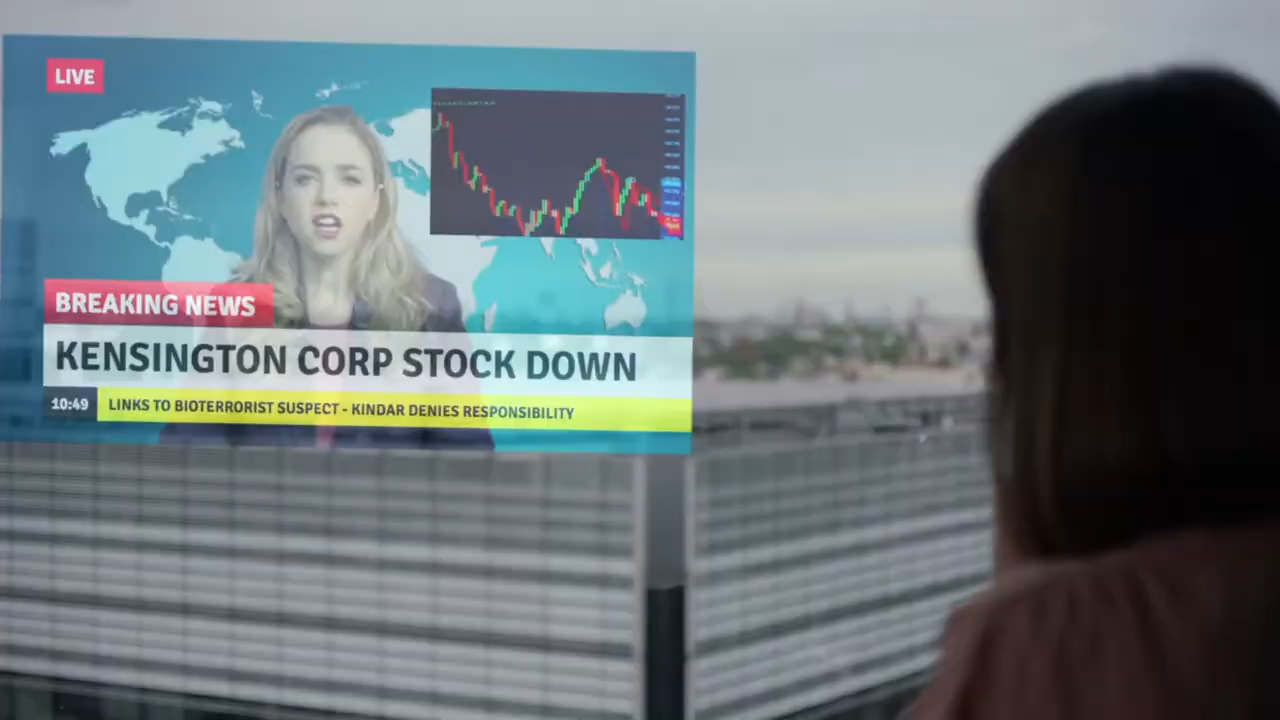 LIVE
BREAKING NEWS
KENSINGTON CORP STOCK DOWN
10:49 LINKS TO BIOTERRORIST SUSPECT - KINDAR DENIES RESPONSIBILITY